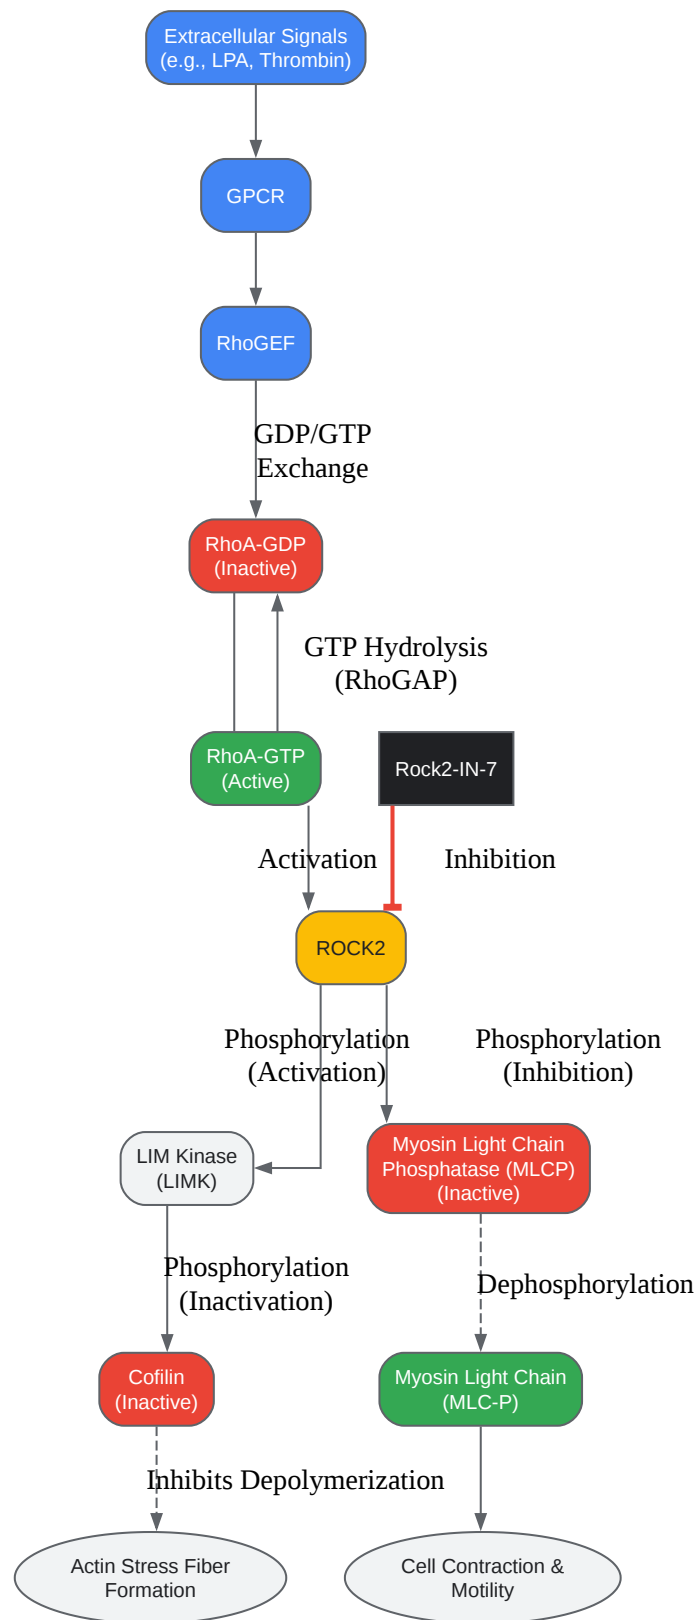 Extracellular Signals
(e.g., LPA, Thrombin)
GPCR
RhoGEF
GDP/GTP
Exchange
RhoA-GDP
(Inactive)
GTP Hydrolysis
(RhoGAP)
RhoA-GTP
(Active)
Rock2-IN-7
Activation
Inhibition
ROCK2
Phosphorylation
(Activation)
Phosphorylation
(Inhibition)
LIM Kinase
(LIMK)
Myosin Light Chain
Phosphatase (MLCP)
(Inactive)
Phosphorylation
(Inactivation)
Dephosphorylation
Cofilin
(Inactive)
Myosin Light Chain
(MLC-P)
Inhibits Depolymerization
Actin Stress Fiber
Formation
Cell Contraction &
Motility